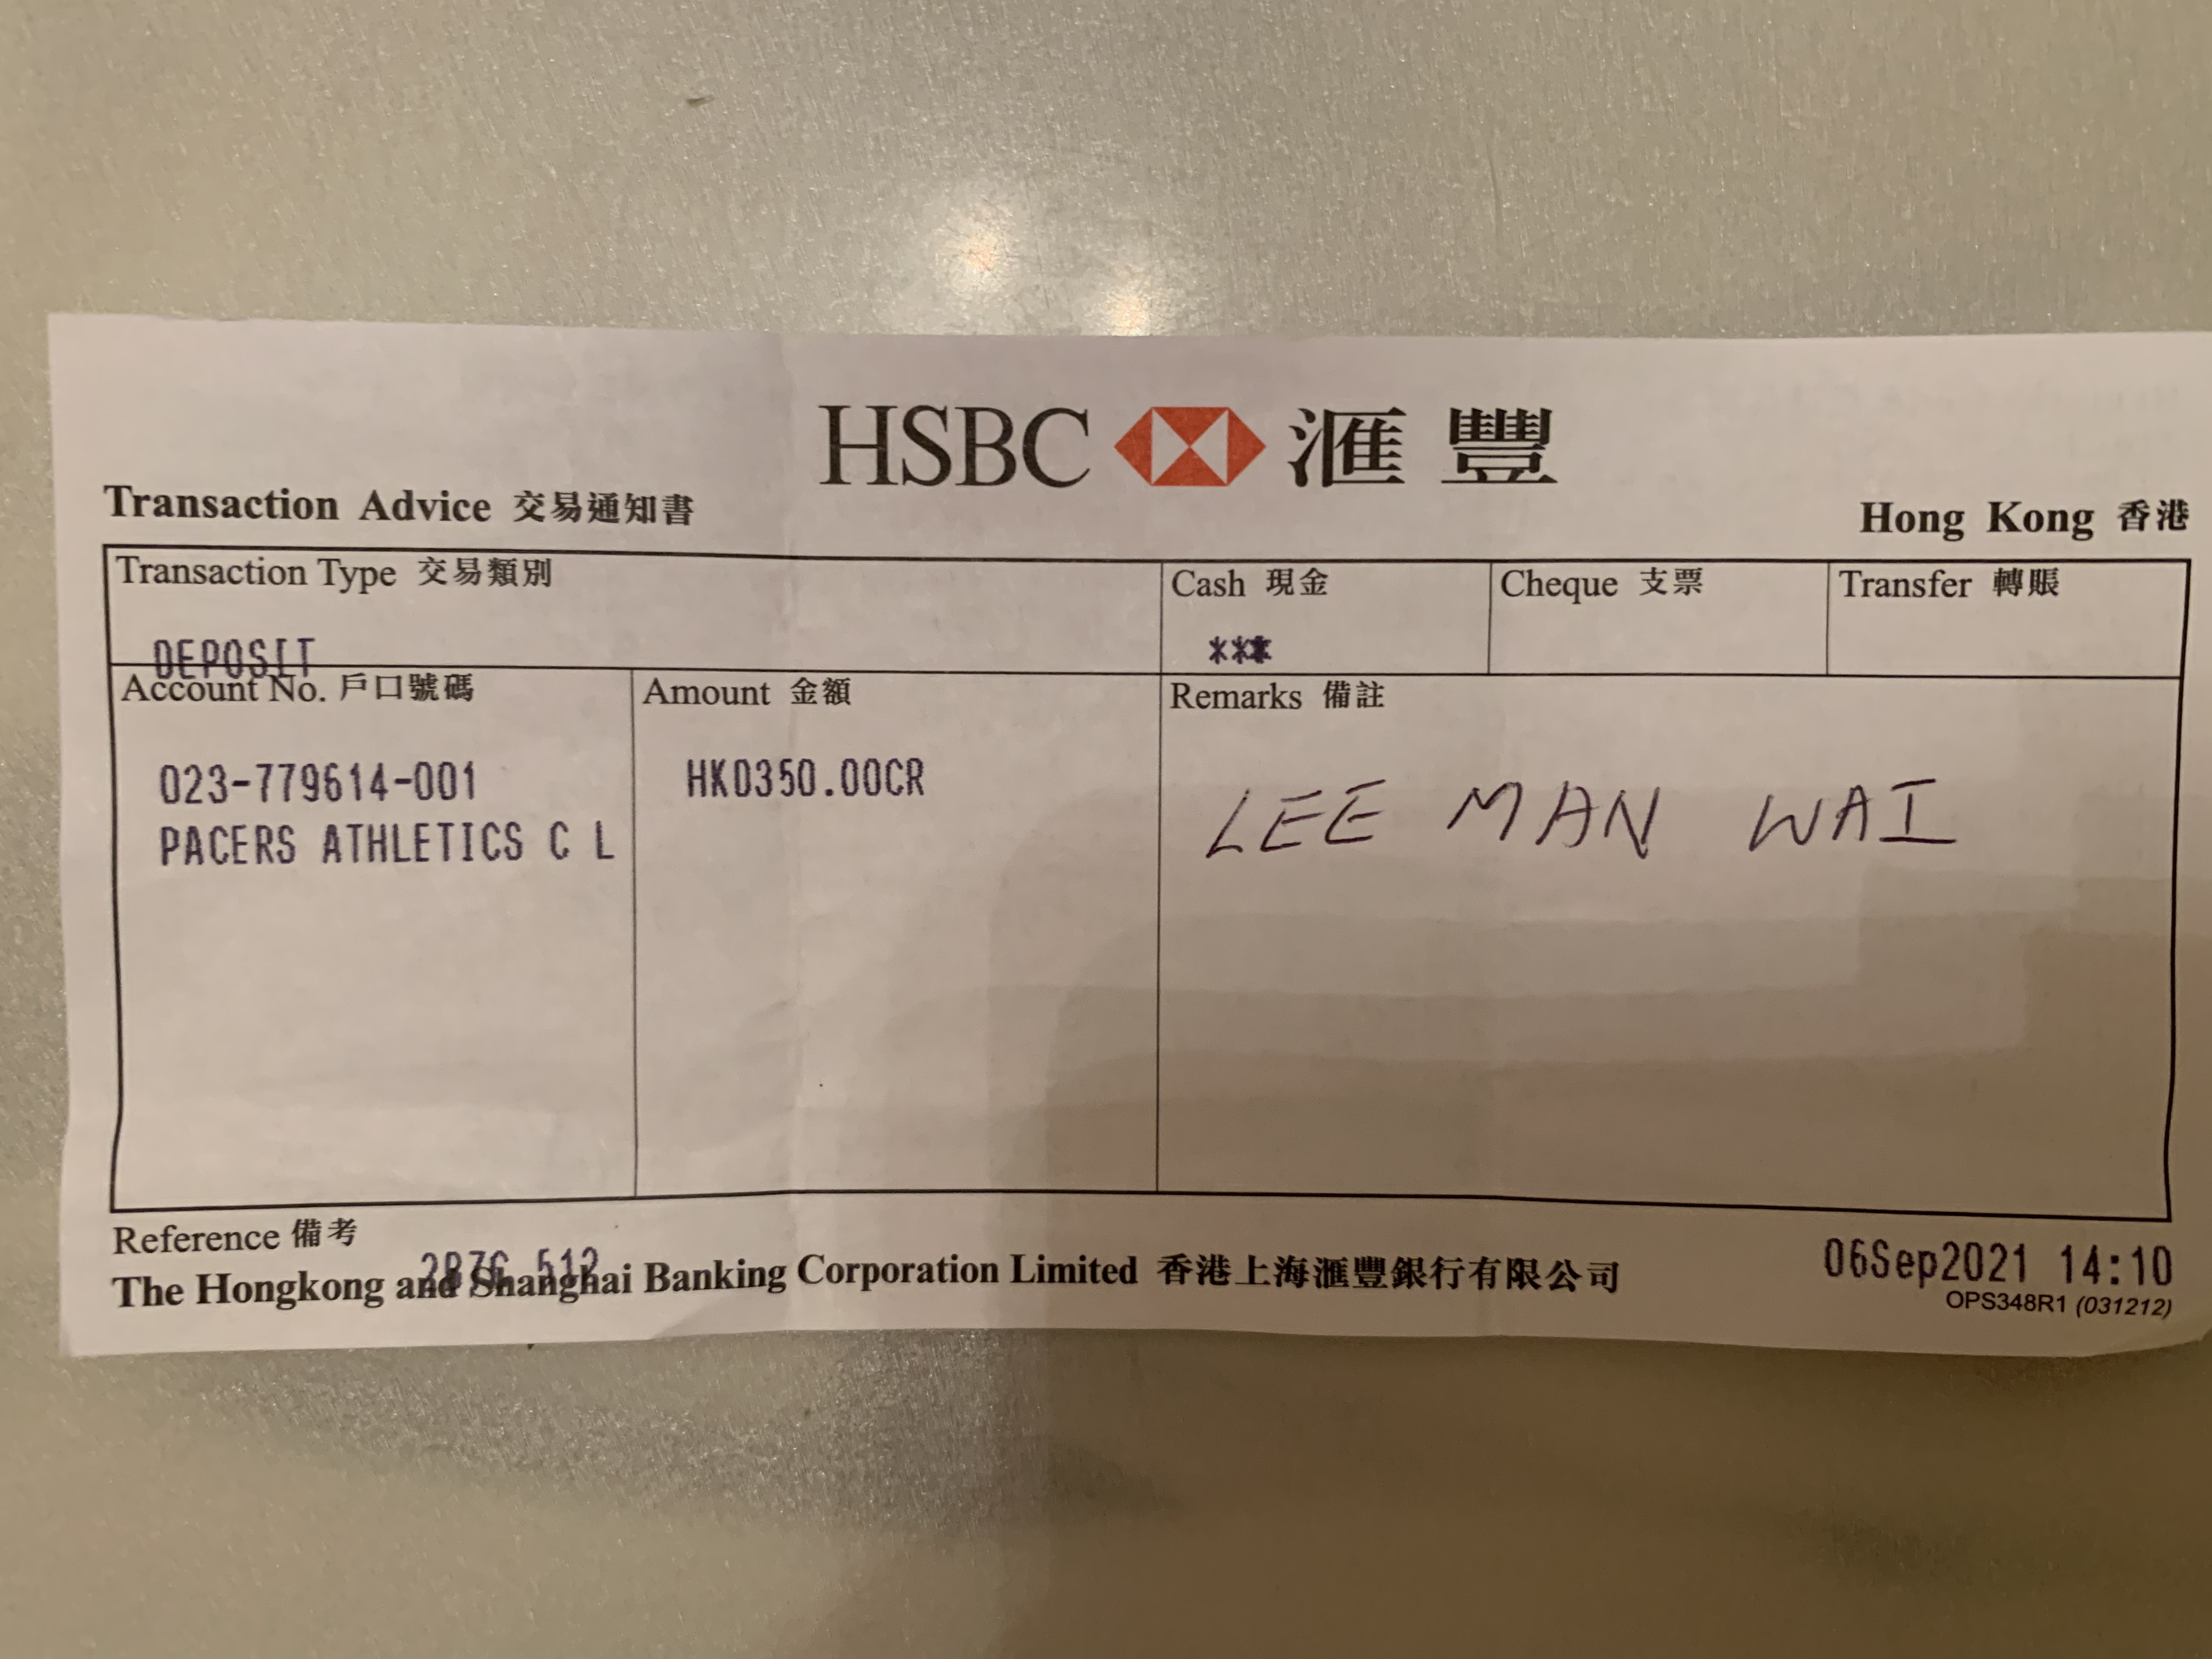 HSBC 滙豐
Transaction Advice 交易通知書
Hong Kong 香港
Transaction Type 交易類別
Cash 現金
Cheque 支票
Transfer 轉賬
DEPOSIT
***
Account No. 戶口號碼
Amount 金額
Remarks 備註
023-779614-001
HKD350.00CR
PACERS ATHLETICS C L
LEE MAN WAI
Reference 備考
512
The Hongkong and Shanghai Banking Corporation Limited 香港上海滙豐銀行有限公司
06Sep2021 14:10
OPS348R1 (031212)